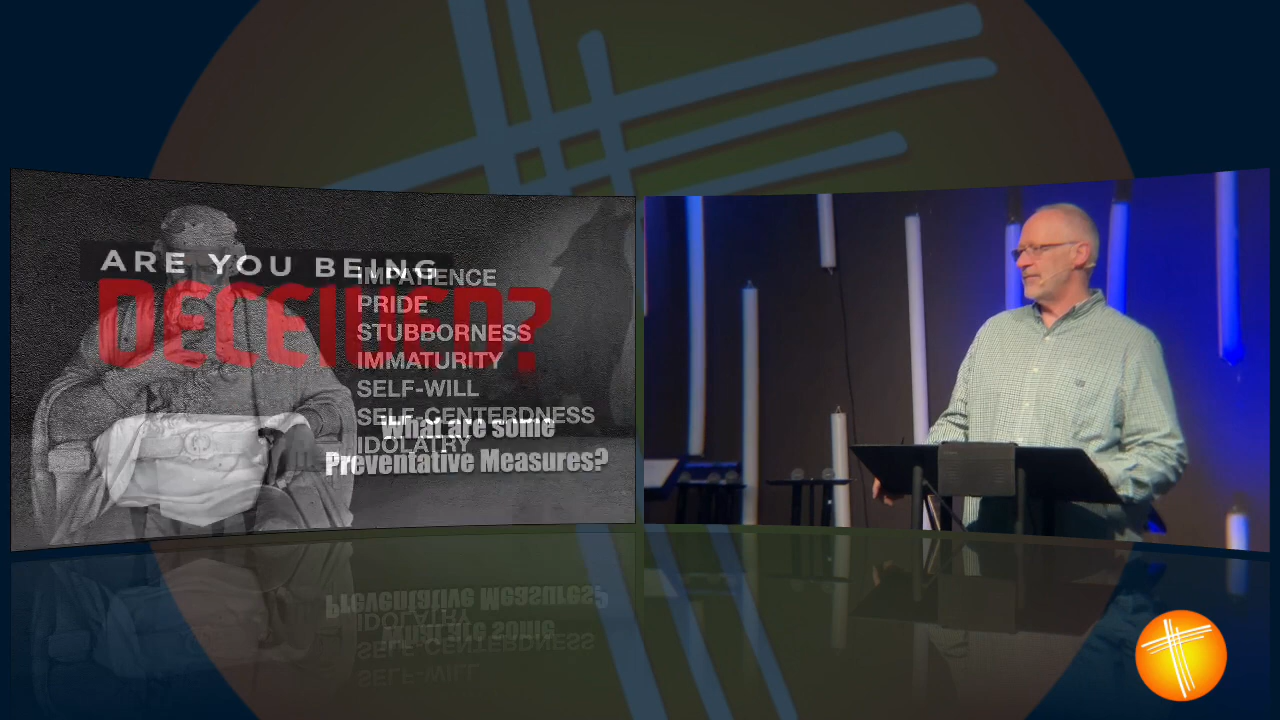 ARE YOU BEING
DECEIVED?
IMPATIENCE
PRIDE
STUBBORNESS
IMMATURITY
SELF-WILL
SELF-CENTERDNESS
IDOLATRY
What are some
Preventative Measures?